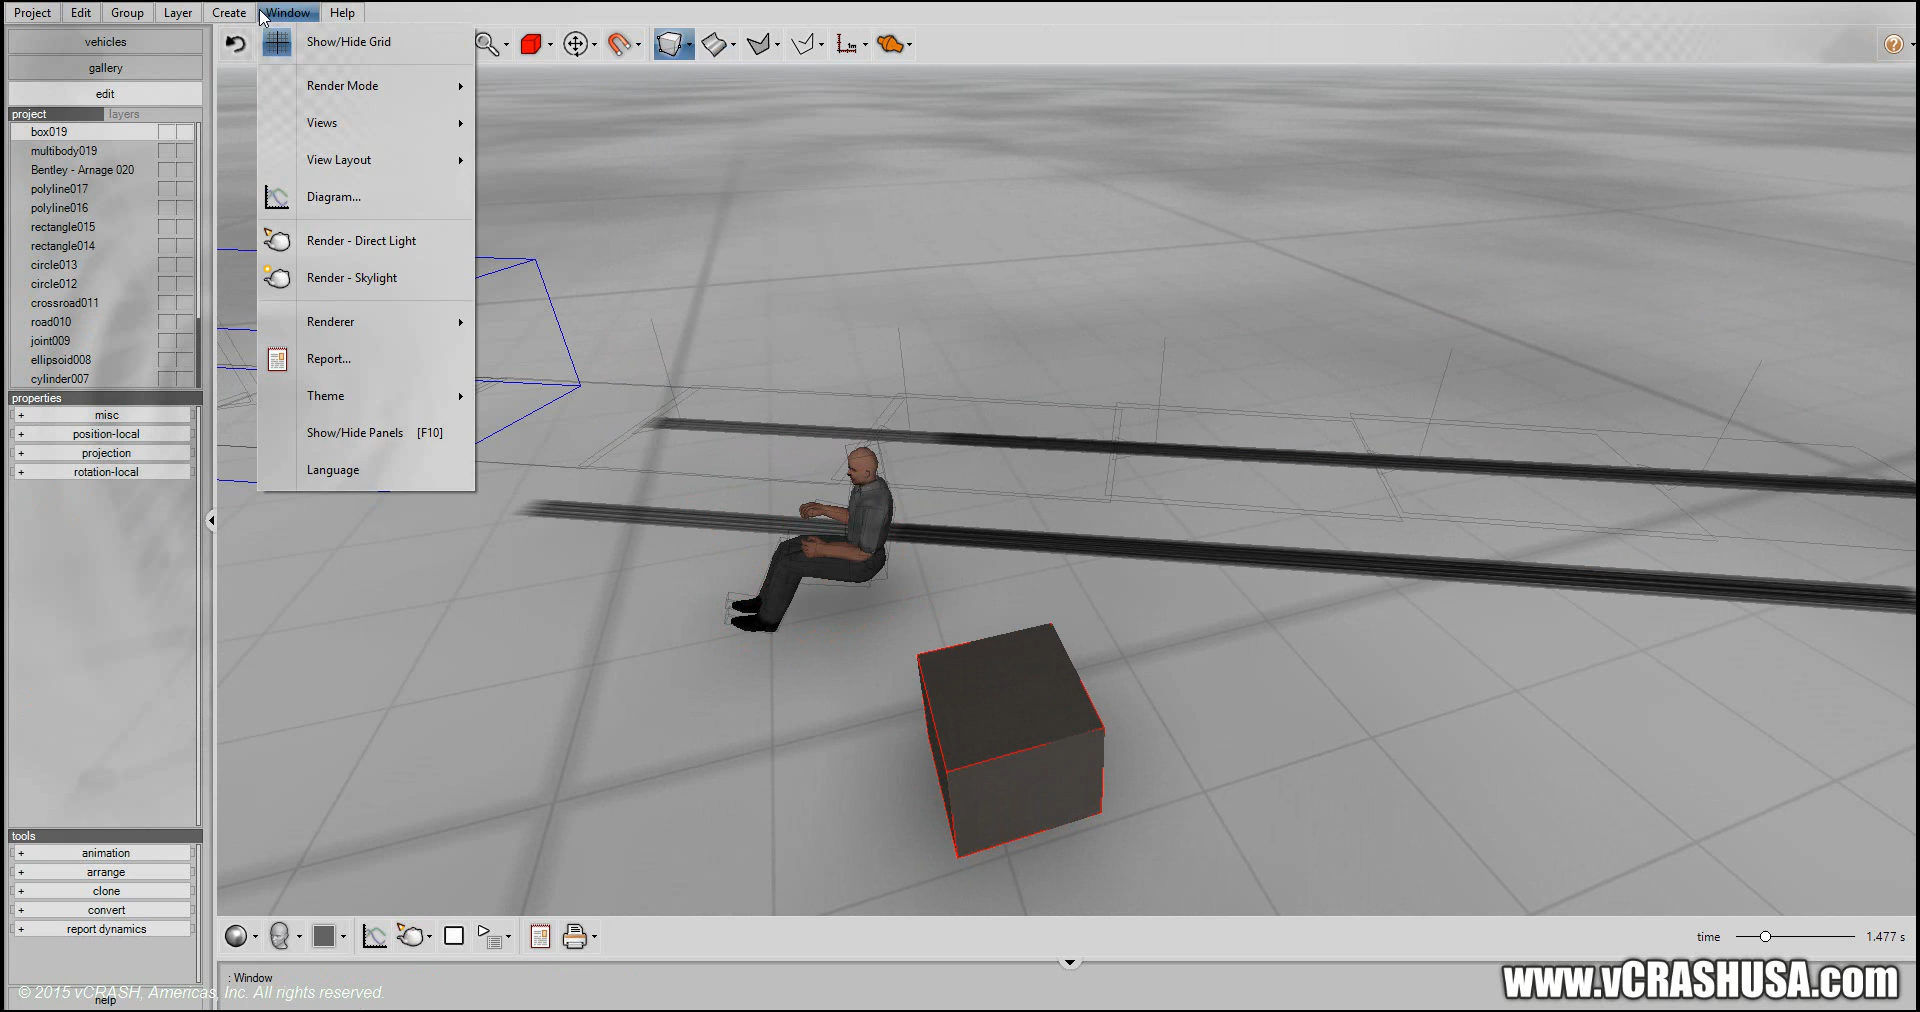 Project Edit Group Layer Create Window Help
vehicles
gallery
edit
project layers
box019
multibody019
Bentley - Arnage 020
polyline017
polyline016
rectangle015
rectangle014
circle013
circle012
crossroad011
road010
joint009
ellipsoid008
cylinder007
properties
+ misc
+ position-local
+ projection
+ rotation-local
tools
+ animation
+ arrange
+ clone
+ convert
+ report dynamics
help
Show/Hide Grid
Render Mode
Views
View Layout
Diagram...
Render - Direct Light
Render - Skylight
Renderer
Report...
Theme
Show/Hide Panels [F10]
Language
1m
?
time 1.477 s
: Window
© 2015 vCRASH, Americas, Inc. All rights reserved.
www.vCRASHUSA.com